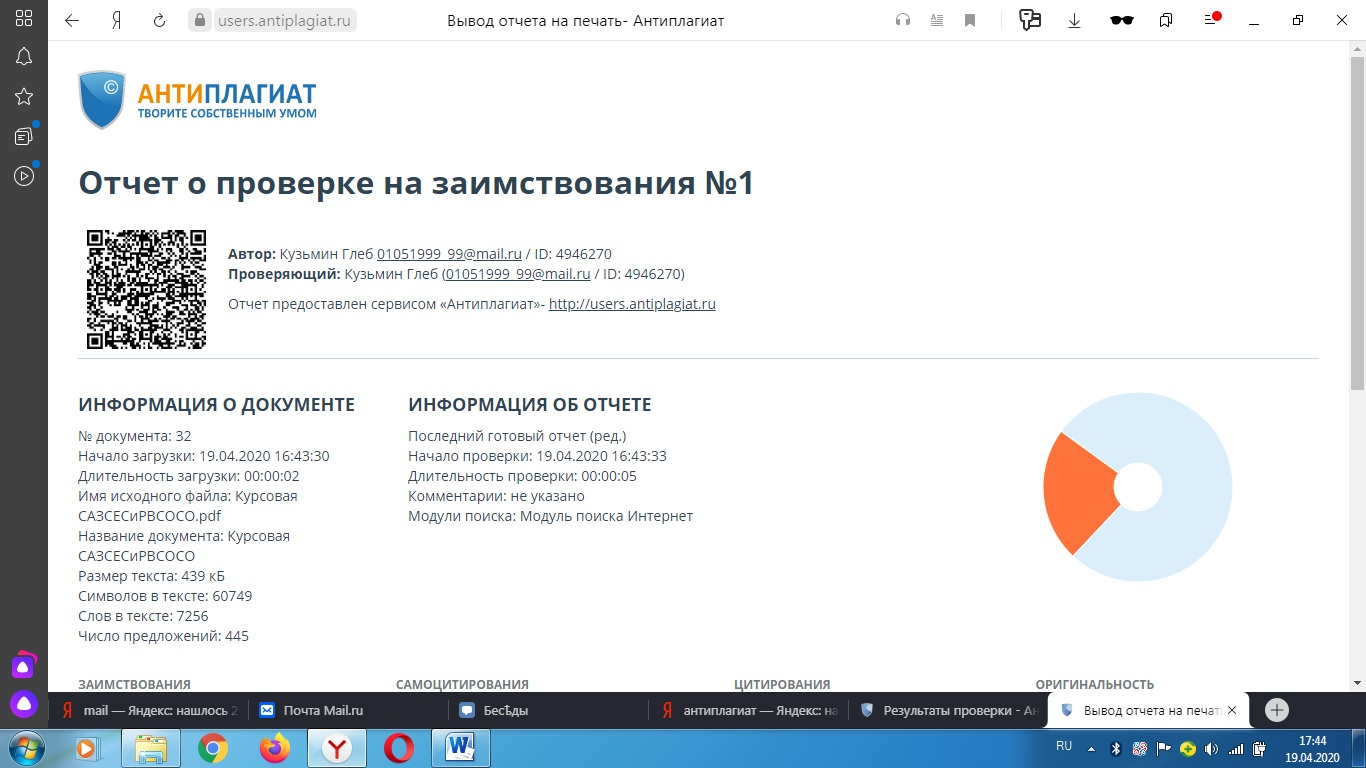 users.antiplagiat.ru
Вывод отчета на печать- Антиплагиат
АНТИПЛАГИАТ
ТВОРИТЕ СОБСТВЕННЫМ УМОМ
Отчет о проверке на заимствования №1
Автор: Кузьмин Глеб 01051999_99@mail.ru / ID: 4946270
Проверяющий: Кузьмин Глеб (01051999_99@mail.ru / ID: 4946270)
Отчет предоставлен сервисом «Антиплагиат»- http://users.antiplagiat.ru
ИНФОРМАЦИЯ О ДОКУМЕНТЕ
№ документа: 32
Начало загрузки: 19.04.2020 16:43:30
Длительность загрузки: 00:00:02
Имя исходного файла: Курсовая
САЗСЕСиРВСОСО.pdf
Название документа: Курсовая
САЗСЕСиРВСОСО
Размер текста: 439 кБ
Символов в тексте: 60749
Слов в тексте: 7256
Число предложений: 445
ИНФОРМАЦИЯ ОБ ОТЧЕТЕ
Последний готовый отчет (ред.)
Начало проверки: 19.04.2020 16:43:33
Длительность проверки: 00:00:05
Комментарии: не указано
Модули поиска: Модуль поиска Интернет
ЗАИМСТВОВАНИЯ
САМОЦИТИРОВАНИЯ
ЦИТИРОВАНИЯ
ОРИГИНАЛЬНОСТЬ
mail — Яндекс: нашлось 2
Почта Mail.ru
Бесѣды
антиплагиат — Яндекс: на
Результаты проверки - Ан
Вывод отчета на печат
RU
17:44
19.04.2020